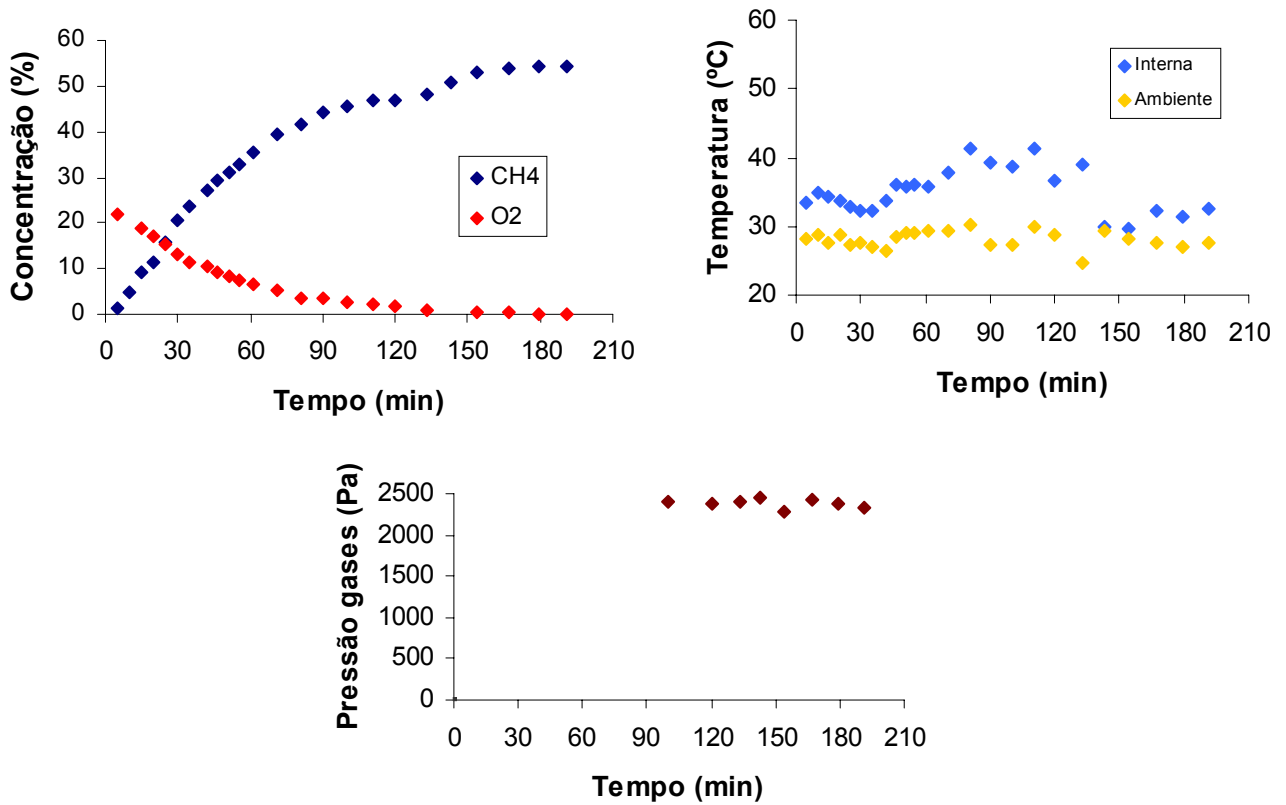 Concentração (%)
60
50
40
30
20
10
0
CH4
O2
0 30 60 90 120 150 180 210
Tempo (min)
Temperatura (ºC)
60
50
40
30
20
Interna
Ambiente
0 30 60 90 120 150 180 210
Tempo (min)
Pressão gases (Pa)
2500
2000
1500
1000
500
0
0 30 60 90 120 150 180 210
Tempo (min)